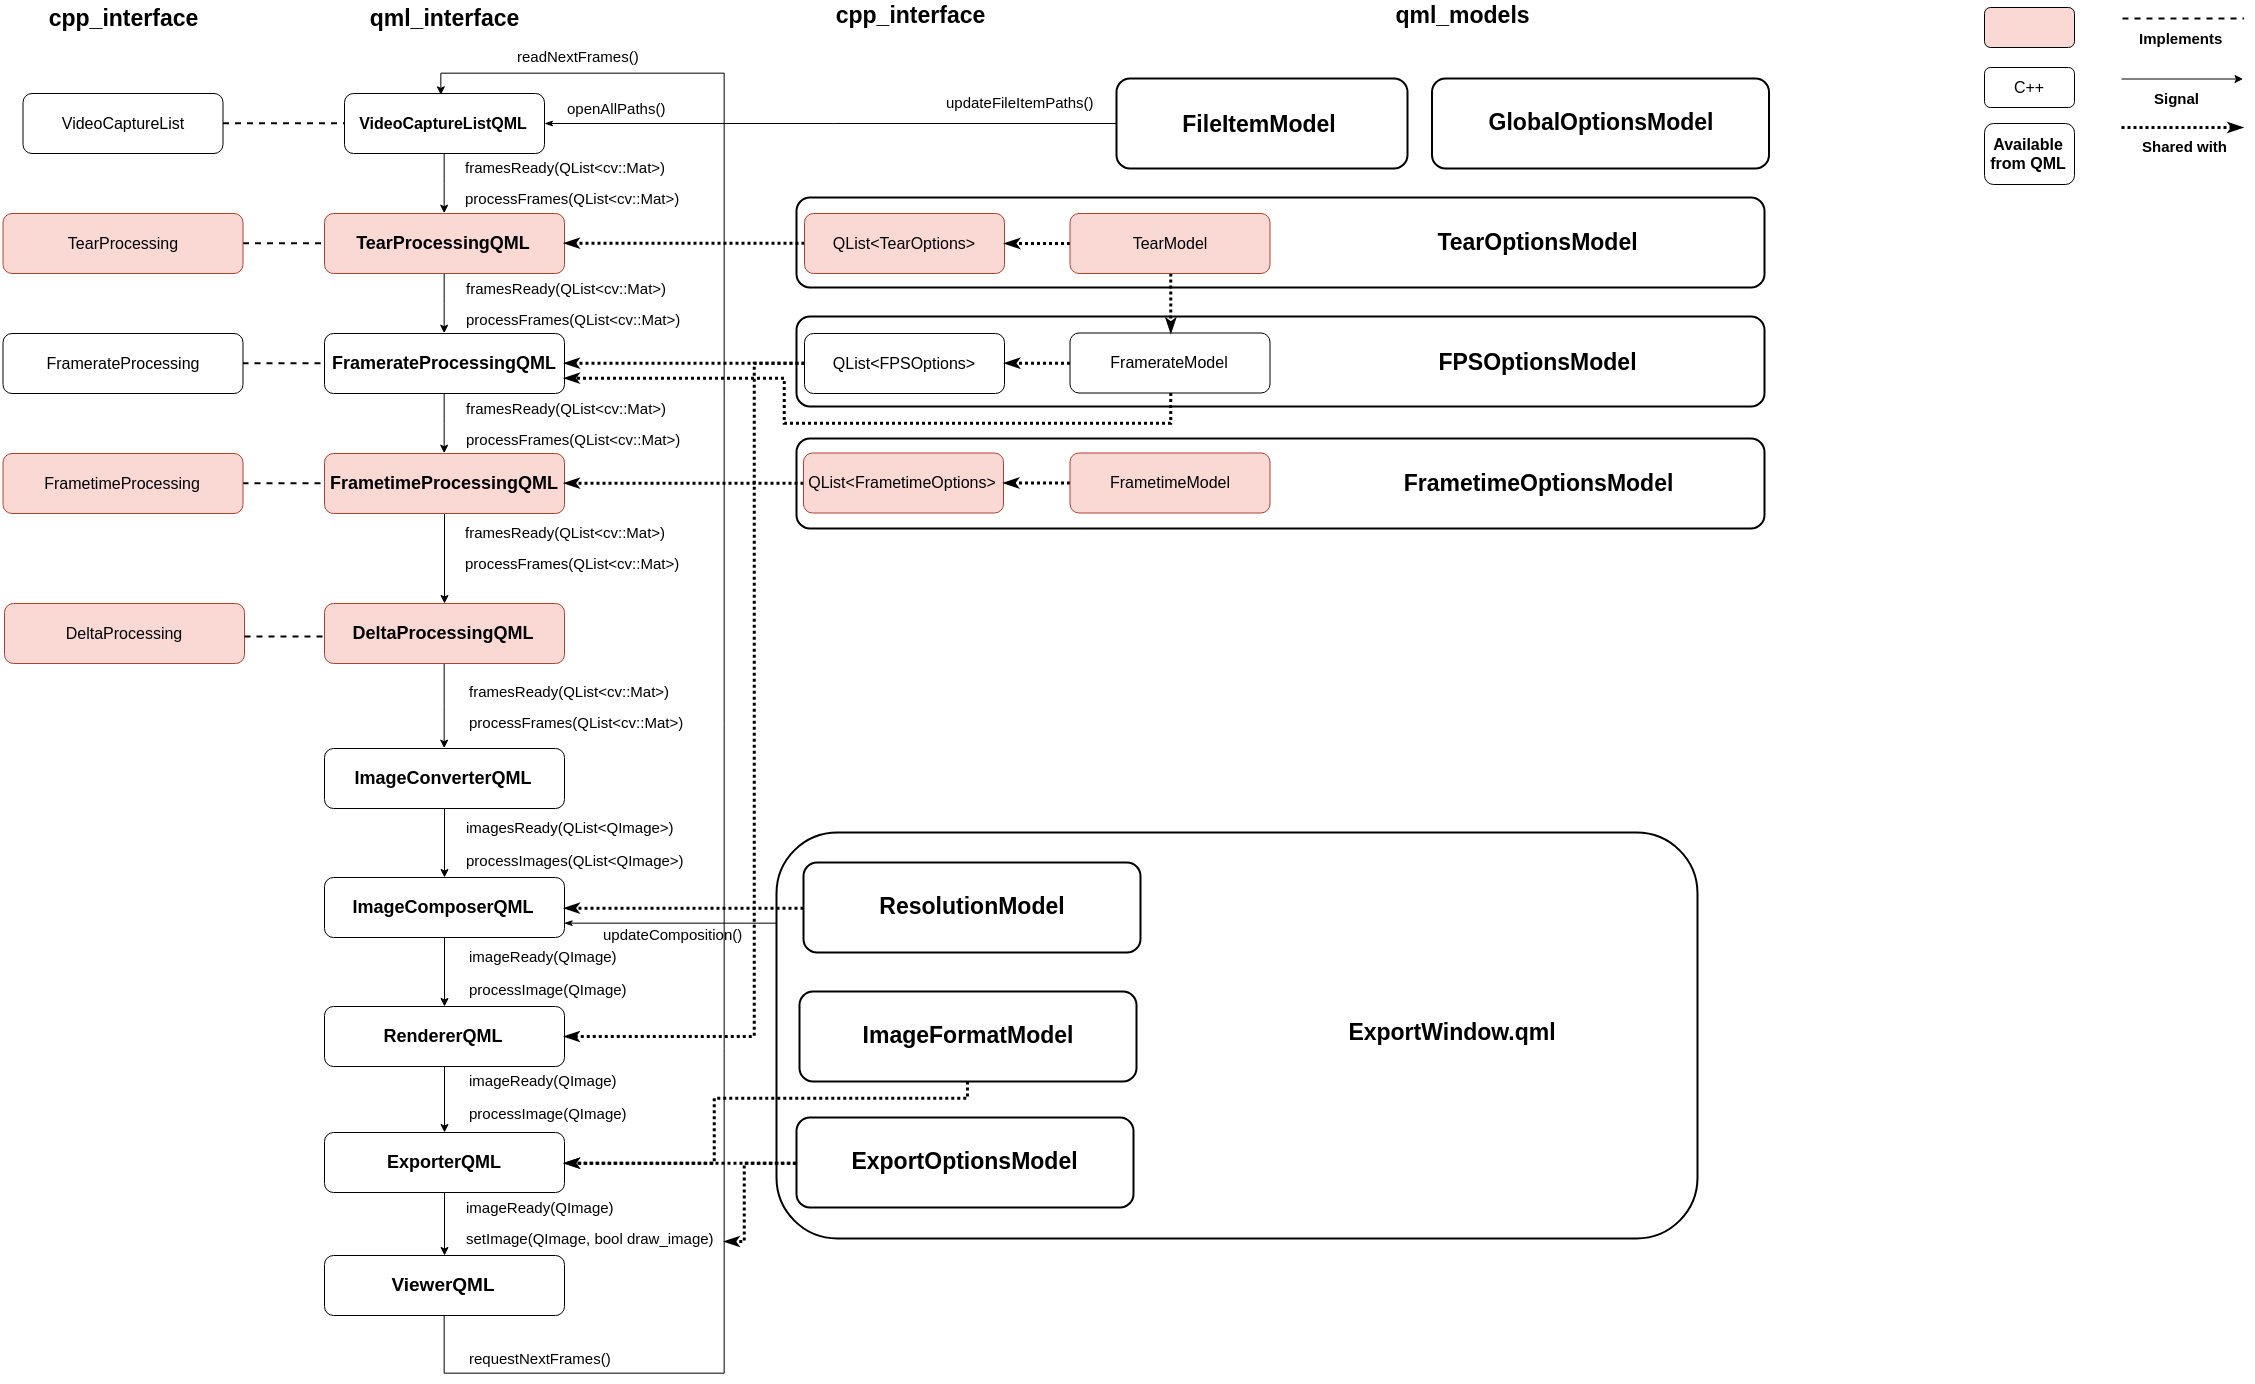 cpp_interface
qml_interface
cpp_interface
qml_models
readNextFrames()
Implements
VideoCaptureList
VideoCaptureListQML
openAllPaths()
updateFileItemPaths()
FileItemModel
GlobalOptionsModel
C++
Signal
Available
from QML
Shared with
framesReady(QList<cv::Mat>)
processFrames(QList<cv::Mat>)
TearProcessing
TearProcessingQML
QList<TearOptions>
TearModel
TearOptionsModel
framesReady(QList<cv::Mat>)
processFrames(QList<cv::Mat>)
FramerateProcessing
FramerateProcessingQML
QList<FPSOptions>
FramerateModel
FPSOptionsModel
framesReady(QList<cv::Mat>)
processFrames(QList<cv::Mat>)
FrametimeProcessing
FrametimeProcessingQML
QList<FrametimeOptions>
FrametimeModel
FrametimeOptionsModel
framesReady(QList<cv::Mat>)
processFrames(QList<cv::Mat>)
DeltaProcessing
DeltaProcessingQML
framesReady(QList<cv::Mat>)
processFrames(QList<cv::Mat>)
ImageConverterQML
imagesReady(QList<QImage>)
processImages(QList<QImage>)
ImageComposerQML
ResolutionModel
updateComposition()
imageReady(QImage)
processImage(QImage)
RendererQML
ImageFormatModel
ExportWindow.qml
imageReady(QImage)
processImage(QImage)
ExporterQML
ExportOptionsModel
imageReady(QImage)
setImage(QImage, bool draw_image)
ViewerQML
requestNextFrames()